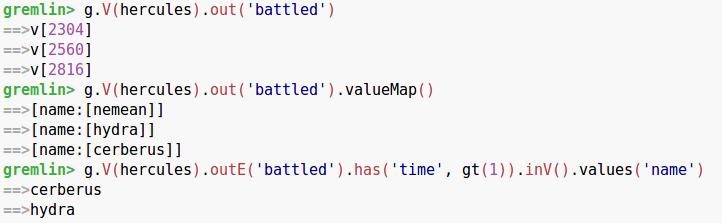 gremlin> g.V(hercules).out('battled')
==>v[2304]
==>v[2560]
==>v[2816]
gremlin> g.V(hercules).out('battled').valueMap()
==>[name:[nemean]]
==>[name:[hydra]]
==>[name:[cerberus]]
gremlin> g.V(hercules).outE('battled').has('time', gt(1)).inV().values('name')
==>cerberus
==>hydra